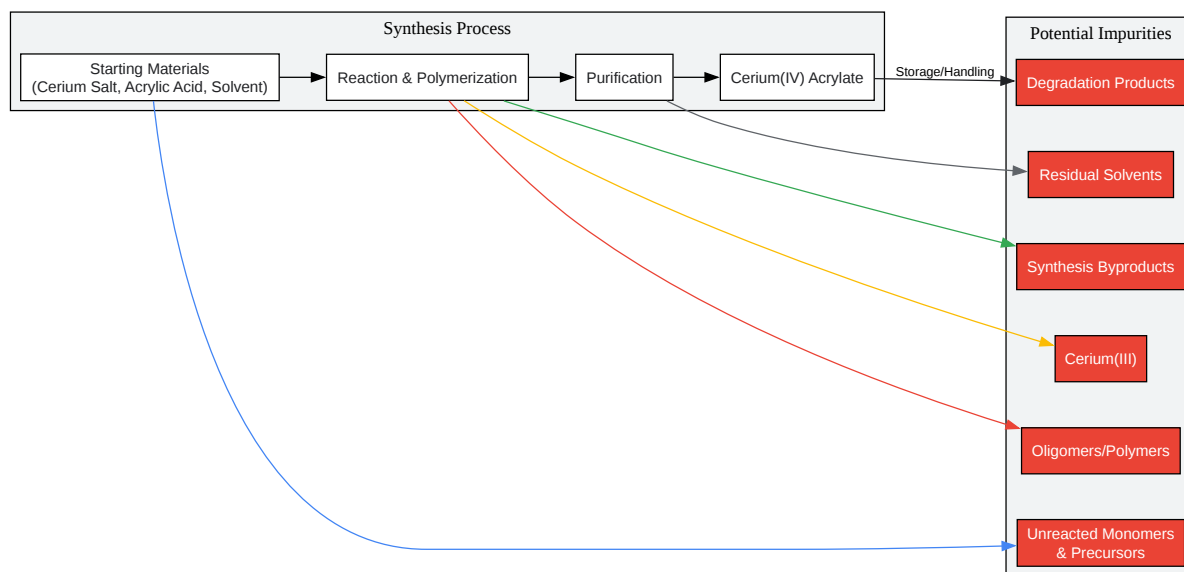 Synthesis Process
Starting Materials
(Cerium Salt, Acrylic Acid, Solvent)
Reaction & Polymerization
Purification
Cerium(IV) Acrylate
Storage/Handling
Potential Impurities
Degradation Products
Residual Solvents
Synthesis Byproducts
Cerium(III)
Oligomers/Polymers
Unreacted Monomers
& Precursors